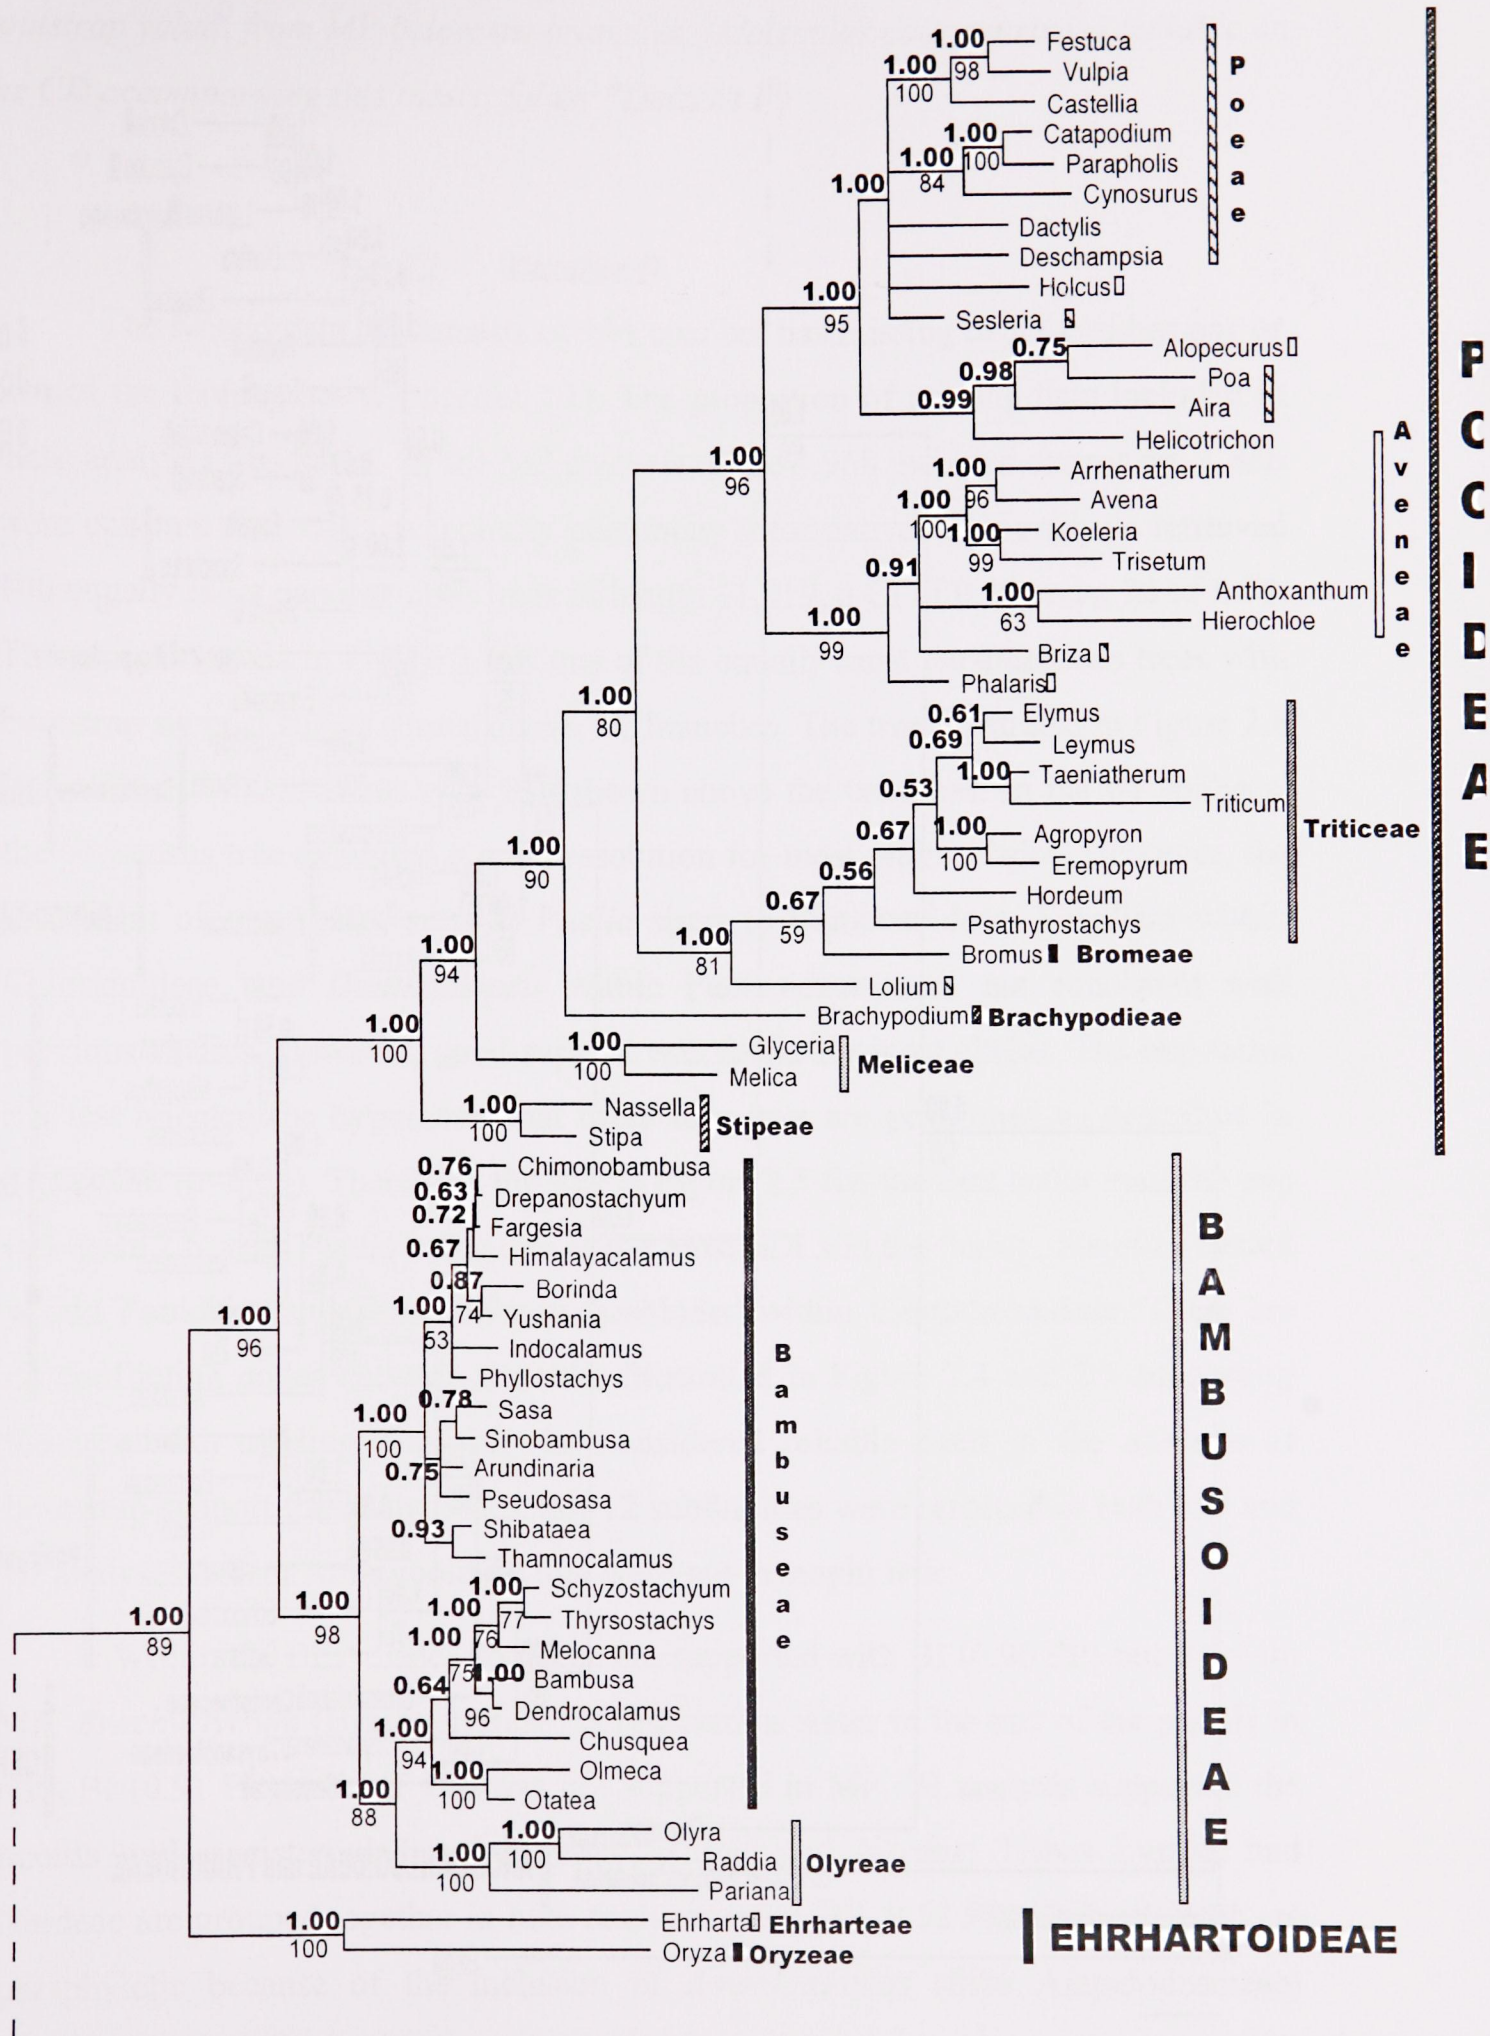 1.00 Festuca
1.00 98 Vulpia
100 Castellia
1.00 Catapodium
1.00 100 Parapholis
84 Cynosurus
1.00
Dactylis
Deschampsia
Poeae
1.00 Holcus
95 Sesleria
0.75 Alopecurus
0.98 Poa
0.99 Aira
Helicotrichon
1.00 96
1.00 Arrhenatherum
1.00 96 Avena
100 1.00 Koeleria
99 Trisetum
0.91
1.00 Anthoxanthum
63 Hierochloe
Aveneae
1.00 99
Briza
Phalaris
1.00 80
0.61 Elymus
0.69 Leymus
1.00 Taeniatherum
0.53 Triticum
0.67 1.00 Agropyron
100 Eremopyrum
Triticeae
0.56 Hordeum
0.67 59 Psathyrostachys
1.00 90
1.00 81
Bromus Bromeae
Lolium
1.00 94
Brachypodium Brachypodieae
1.00 100
1.00 Glyceria
100 Melica
Meliceae
1.00 Nassella
100 Stipa
Stipeae
PCCIDEAE
0.76 Chimonobambusa
0.63 Drepanostachyum
0.72 Fargesia
0.67 Himalayacalamus
0.87 Borinda
1.00 74 Yushania
53 Indocalamus
Phyllostachys
1.00 96
0.78 Sasa
1.00 Sinobambusa
100
0.75 Arundinaria
Pseudosasa
0.93 Shibataea
Thamnocalamus
1.00 Schyzostachyum
1.00 77 Thyrsostachys
1.00 76 Melocanna
75 1.00 Bambusa
0.64 96 Dendrocalamus
1.00 98
1.00 89
1.00 94 Chusquea
1.00 Olmeca
1.00 100 Otatea
88
Bambuseae
1.00 Olyra
1.00 100 Raddia
100 Pariana
Olyreae
BAMBUSOIDEAE
1.00 Ehrharta Ehrharteae
100 Oryza Oryzeae
EHRHARTOIDEAE